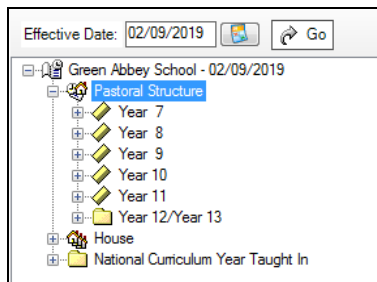 Effective Date: 02/09/2019 Go
Green Abbey School - 02/09/2019
Pastoral Structure
Year 7
Year 8
Year 9
Year 10
Year 11
Year 12/Year 13
House
National Curriculum Year Taught In